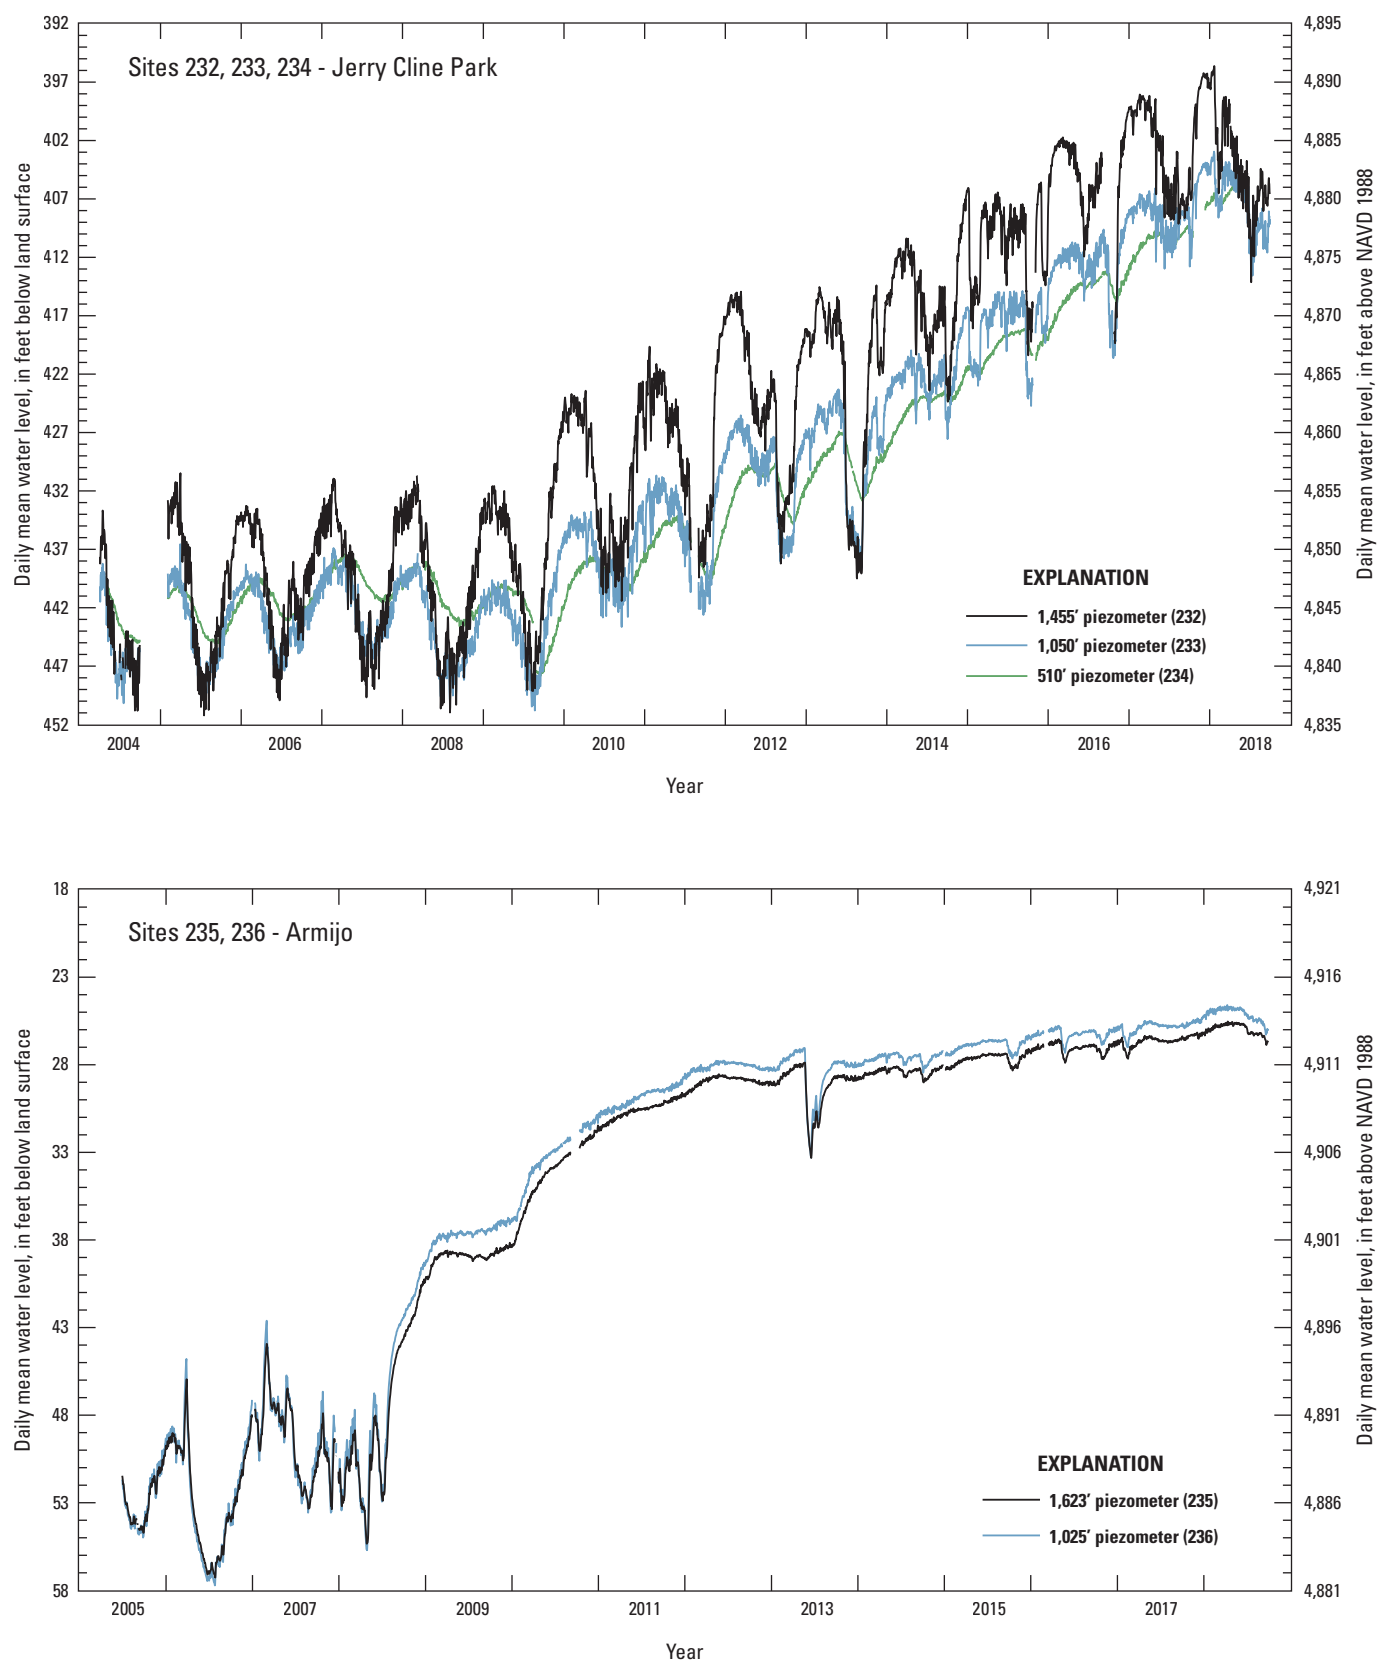 Sites 232, 233, 234 - Jerry Cline Park
Daily mean water level, in feet below land surface
392
397
402
407
412
417
422
427
432
437
442
447
452
4,895
4,890
4,885
4,880
4,875
4,870
4,865
4,860
4,855
4,850
4,845
4,840
4,835
Daily mean water level, in feet above NAVD 1988
EXPLANATION
1,455′ piezometer (232)
1,050′ piezometer (233)
510′ piezometer (234)
2004 2006 2008 2010 2012 2014 2016 2018
Year
Sites 235, 236 - Armijo
Daily mean water level, in feet below land surface
18
23
28
33
38
43
48
53
58
4,921
4,916
4,911
4,906
4,901
4,896
4,891
4,886
4,881
Daily mean water level, in feet above NAVD 1988
EXPLANATION
1,623′ piezometer (235)
1,025′ piezometer (236)
2005 2007 2009 2011 2013 2015 2017
Year